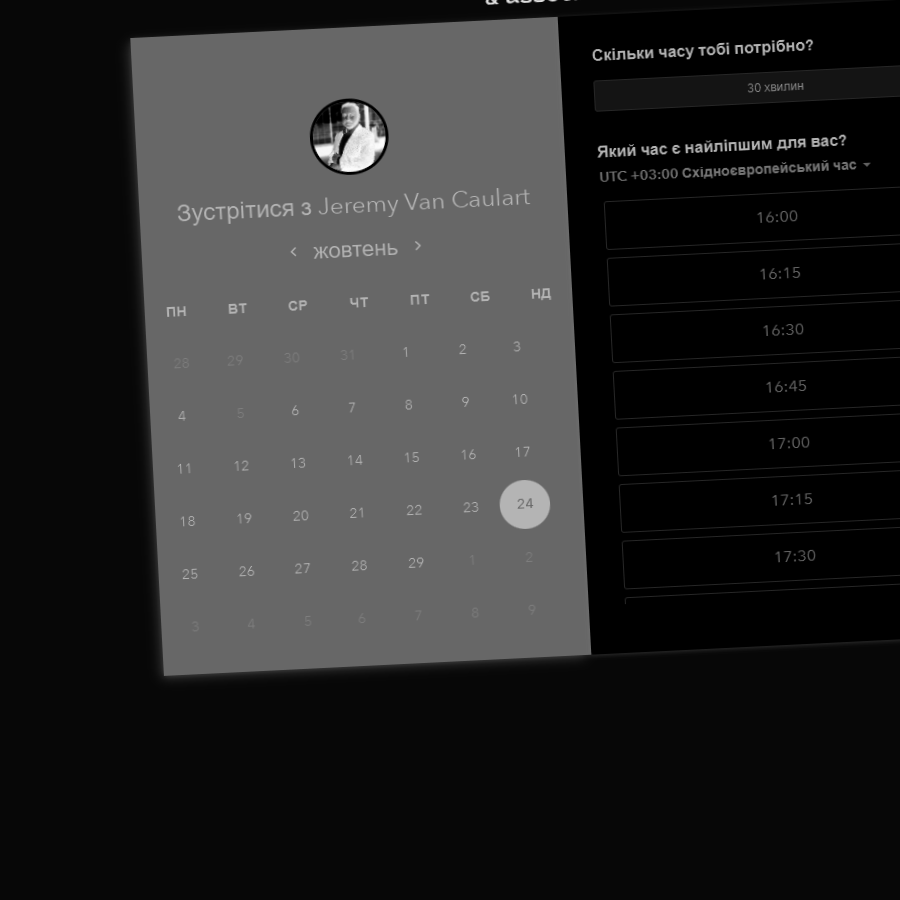 Зустрітися з Jeremy Van Caulart
‹ жовтень ›
ПН ВТ СР ЧТ ПТ СБ НД
28 29 30 31 1 2 3
4 5 6 7 8 9 10
11 12 13 14 15 16 17
18 19 20 21 22 23 24
25 26 27 28 29 1 2
3 4 5 6 7 8 9
Скільки часу тобі потрібно?
30 хвилин
Який час є найліпшим для вас?
UTC +03:00 Східноєвропейський час
16:00
16:15
16:30
16:45
17:00
17:15
17:30